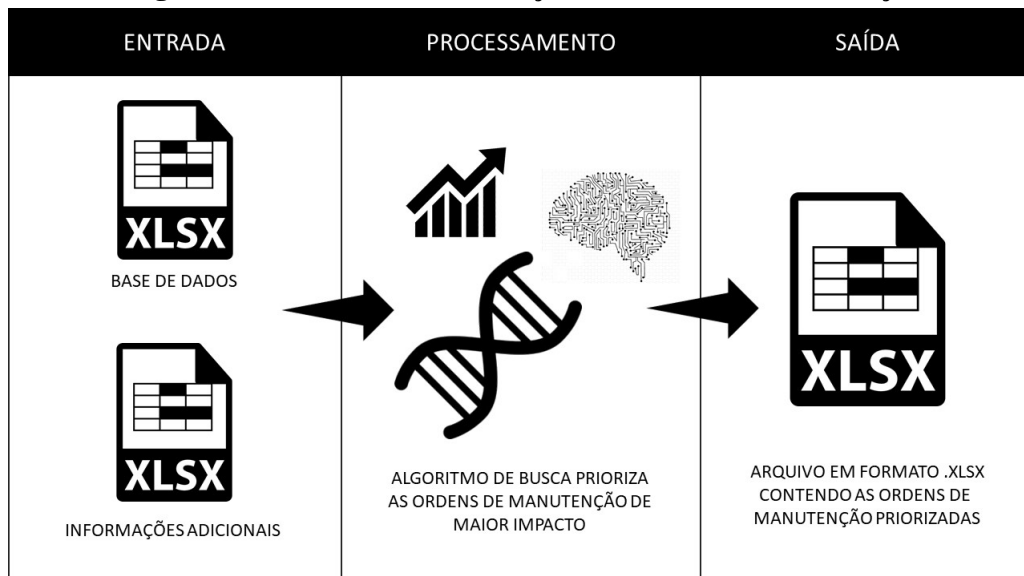 ENTRADA
PROCESSAMENTO
SAÍDA
XLSX
BASE DE DADOS
XLSX
INFORMAÇÕES ADICIONAIS
ALGORITMO DE BUSCA PRIORIZA
AS ORDENS DE MANUTENÇÃO DE
MAIOR IMPACTO
XLSX
ARQUIVO EM FORMATO .XLSX
CONTENDO AS ORDENS DE
MANUTENÇÃO PRIORIZADAS